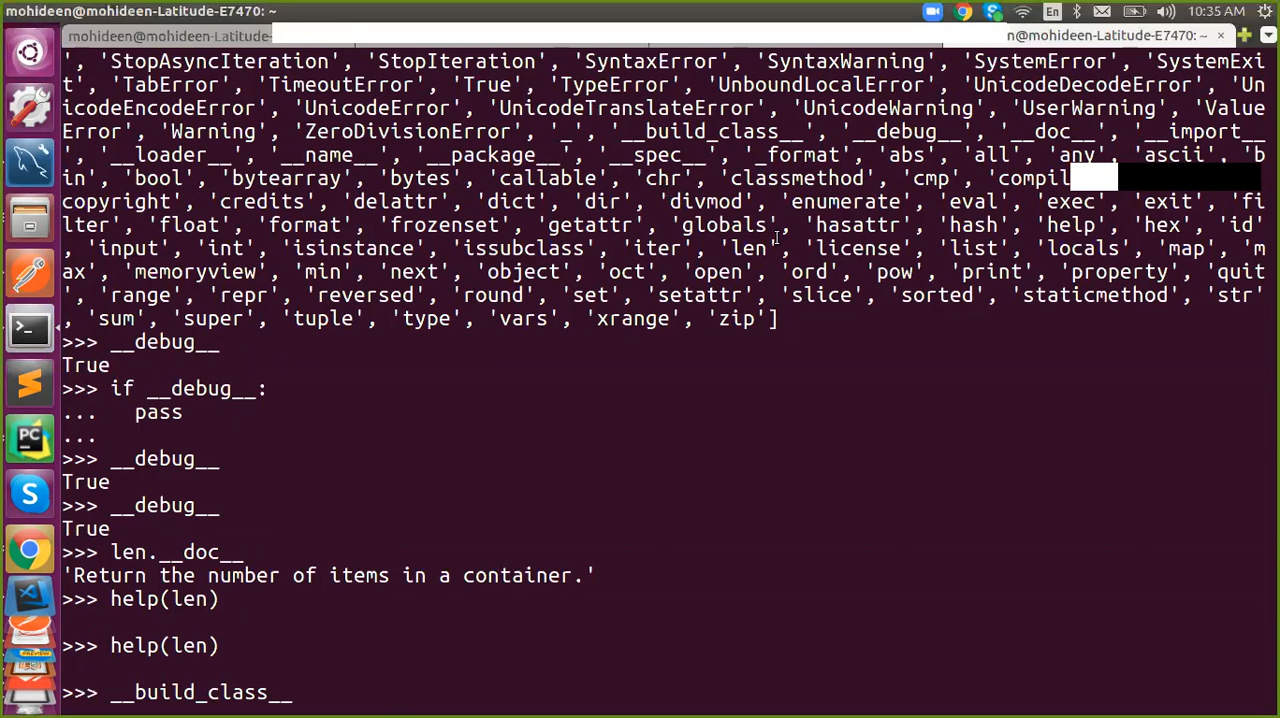 mohideen-Latitude-E7470: ~
En
10:35 AM
mohideen@mohideen-Latitude-
n@mohideen-Latitude-E7470: ~ ×
', 'StopAsyncIteration', 'StopIteration', 'SyntaxError', 'SyntaxWarning', 'SystemError', 'SystemExi
t', 'TabError', 'TimeoutError', 'True', 'TypeError', 'UnboundLocalError', 'UnicodeDecodeError', 'Un
icodeEncodeError', 'UnicodeError', 'UnicodeTranslateError', 'UnicodeWarning', 'UserWarning', 'Value
Error', 'Warning', 'ZeroDivisionError', '_', '__build_class__', '__debug__', '__doc__', '__import__
', '__loader__', '__name__', '__package__', '__spec__', '_format', 'abs', 'all', 'any', 'ascii', 'b
in', 'bool', 'bytearray', 'bytes', 'callable', 'chr', 'classmethod', 'cmp', 'compil
copyright', 'credits', 'delattr', 'dict', 'dir', 'divmod', 'enumerate', 'eval', 'exec', 'exit', 'fi
lter', 'float', 'format', 'frozenset', 'getattr', 'globals', 'hasattr', 'hash', 'help', 'hex', 'id'
, 'input', 'int', 'isinstance', 'issubclass', 'iter', 'len', 'license', 'list', 'locals', 'map', 'm
ax', 'memoryview', 'min', 'next', 'object', 'oct', 'open', 'ord', 'pow', 'print', 'property', 'quit
', 'range', 'repr', 'reversed', 'round', 'set', 'setattr', 'slice', 'sorted', 'staticmethod', 'str'
, 'sum', 'super', 'tuple', 'type', 'vars', 'xrange', 'zip']
>>> __debug__
True
>>> if __debug__:
...   pass
...
>>> __debug__
True
>>> __debug__
True
>>> len.__doc__
'Return the number of items in a container.'
>>> help(len)
>>> help(len)
>>> __build_class__